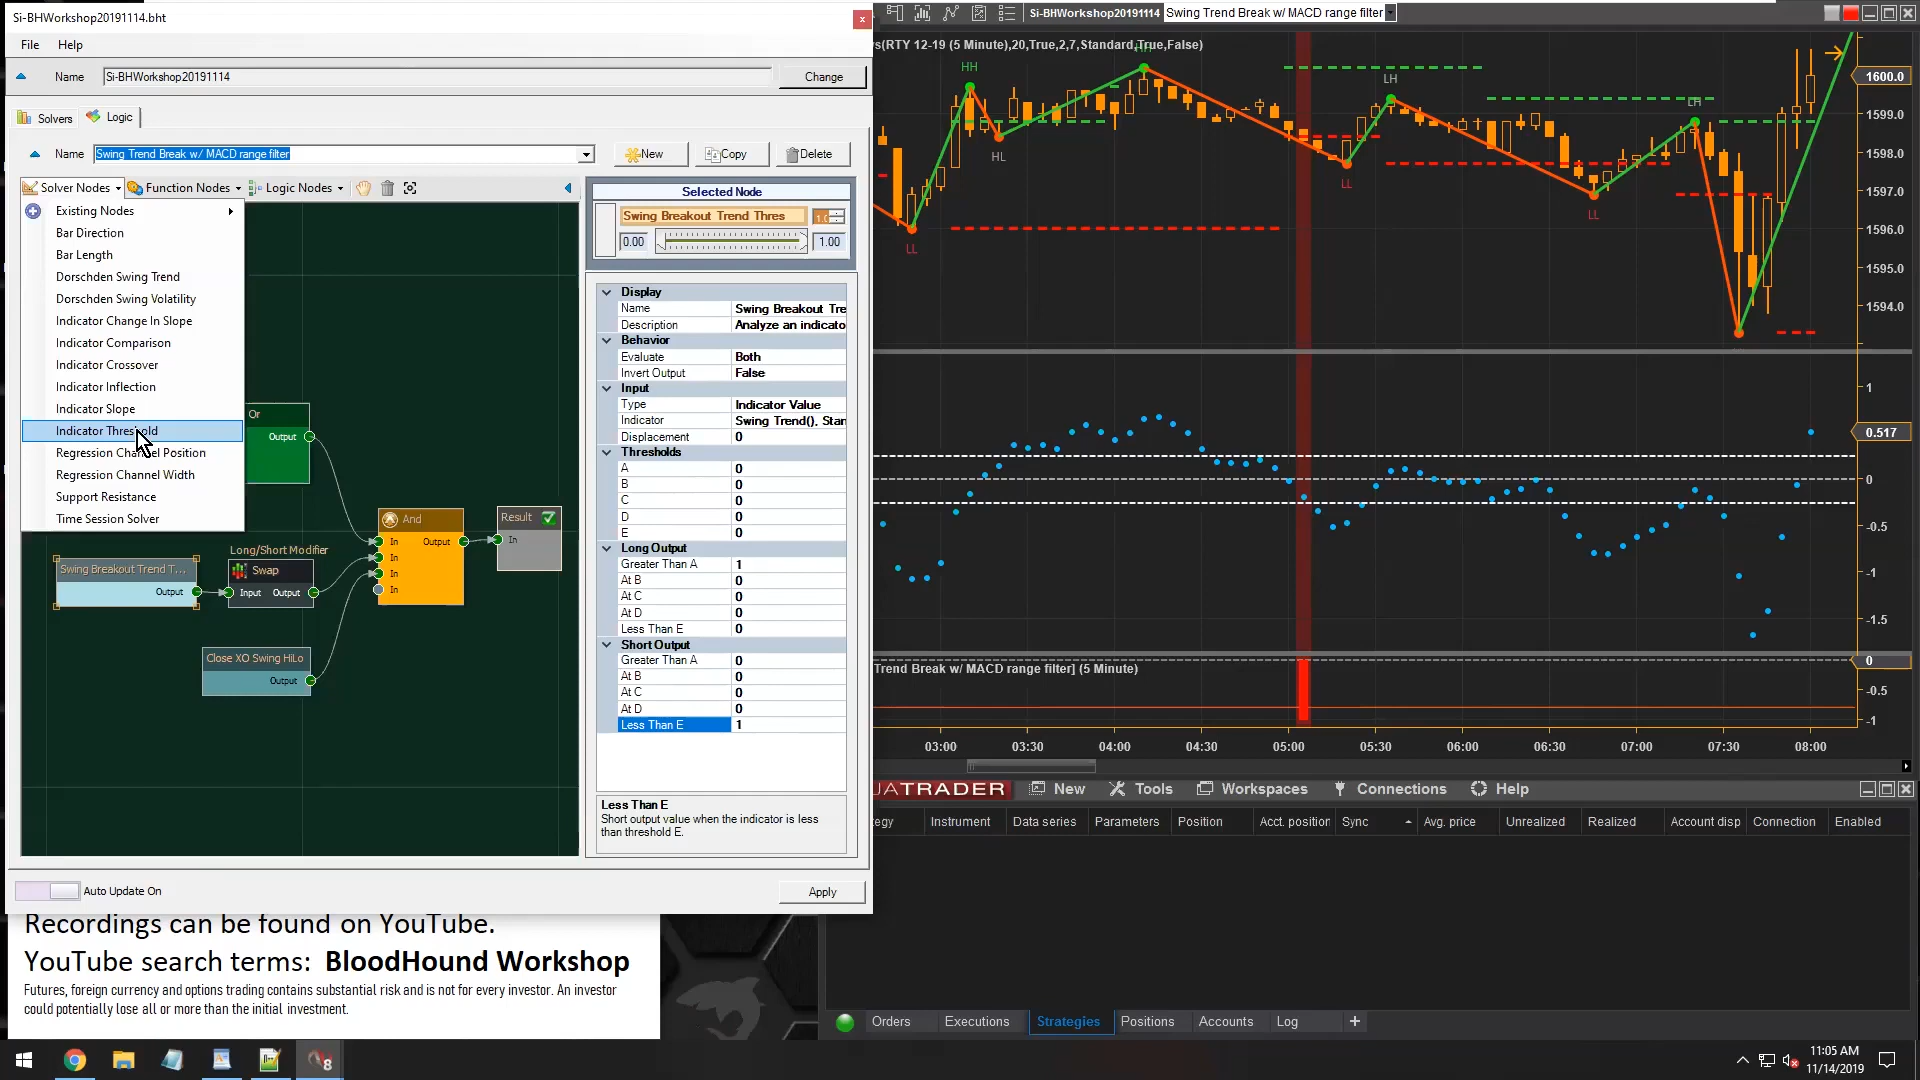 Si-BHWorkshop20191114.bht
File Help
Name Si-BHWorkshop20191114 Change
Solvers Logic
Name Swing Trend Break w/ MACD range filter New Copy Delete
Solver Nodes Function Nodes Logic Nodes
Existing Nodes
Bar Direction
Bar Length
Dorschden Swing Trend
Dorschden Swing Volatility
Indicator Change In Slope
Indicator Comparison
Indicator Crossover
Indicator Inflection
Indicator Slope
Indicator Threshold
Regression Channel Position
Regression Channel Width
Support Resistance
Time Session Solver
Or
Output
Long/Short Modifier
Swing Breakout Trend T...
Output
Swap
Input Output
Close XO Swing HiLo
Output
And
In Output
In
In
In
Result
In
Selected Node
Swing Breakout Trend Thres
0.00 1.00
Display
Name Swing Breakout Tre
Description Analyze an indicato
Behavior
Evaluate Both
Invert Output False
Input
Type Indicator Value
Indicator Swing Trend(), Stan
Displacement 0
Thresholds
A 0
B 0
C 0
D 0
E 0
Long Output
Greater Than A 1
At B 0
At C 0
At D 0
Less Than E 0
Short Output
Greater Than A 0
At B 0
At C 0
At D 0
Less Than E 1
Less Than E
Short output value when the indicator is less
than threshold E.
Auto Update On Apply
Recordings can be found on YouTube.
YouTube search terms: BloodHound Workshop
Futures, foreign currency and options trading contains substantial risk and is not for every investor. An investor
could potentially lose all or more than the initial investment.
Si-BHWorkshop20191114 Swing Trend Break w/ MACD range filter
s(RTY 12-19 (5 Minute),20,True,2,7,Standard,True,False)
HH
HH
LH
LH
HL
LL
LL
LL
1600.0
1599.0
1598.0
1597.0
1596.0
1595.0
1594.0
1
0.517
0
-0.5
-1
-1.5
Trend Break w/ MACD range filter] (5 Minute)
0
-0.5
-1
03:00 03:30 04:00 04:30 05:00 05:30 06:00 06:30 07:00 07:30 08:00
JATRADER New Tools Workspaces Connections Help
tegy Instrument Data series Parameters Position Acct. position Sync Avg. price Unrealized Realized Account disp Connection Enabled
Orders Executions Strategies Positions Accounts Log +
8
11:05 AM
11/14/2019